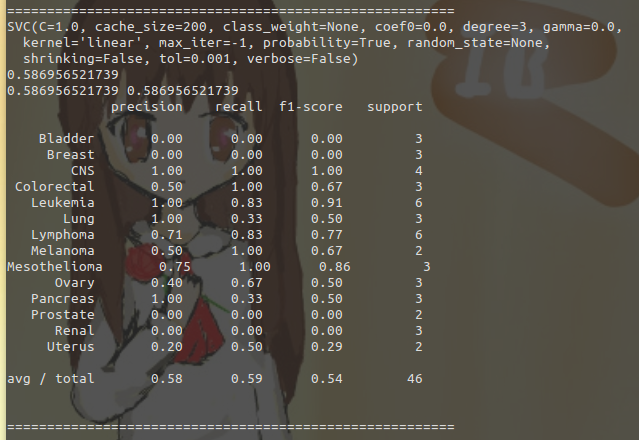 ========================================================
SVC(C=1.0, cache_size=200, class_weight=None, coef0=0.0, degree=3, gamma=0.0,
  kernel='linear', max_iter=-1, probability=True, random_state=None,
  shrinking=False, tol=0.001, verbose=False)
0.586956521739
0.586956521739 0.586956521739
             precision    recall  f1-score   support

    Bladder       0.00      0.00      0.00         3
     Breast       0.00      0.00      0.00         3
        CNS       1.00      1.00      1.00         4
 Colorectal       0.50      1.00      0.67         3
   Leukemia       1.00      0.83      0.91         6
       Lung       1.00      0.33      0.50         3
   Lymphoma       0.71      0.83      0.77         6
   Melanoma       0.50      1.00      0.67         2
Mesothelioma       0.75      1.00      0.86         3
      Ovary       0.40      0.67      0.50         3
   Pancreas       1.00      0.33      0.50         3
   Prostate       0.00      0.00      0.00         2
      Renal       0.00      0.00      0.00         3
     Uterus       0.20      0.50      0.29         2

avg / total       0.58      0.59      0.54        46

========================================================